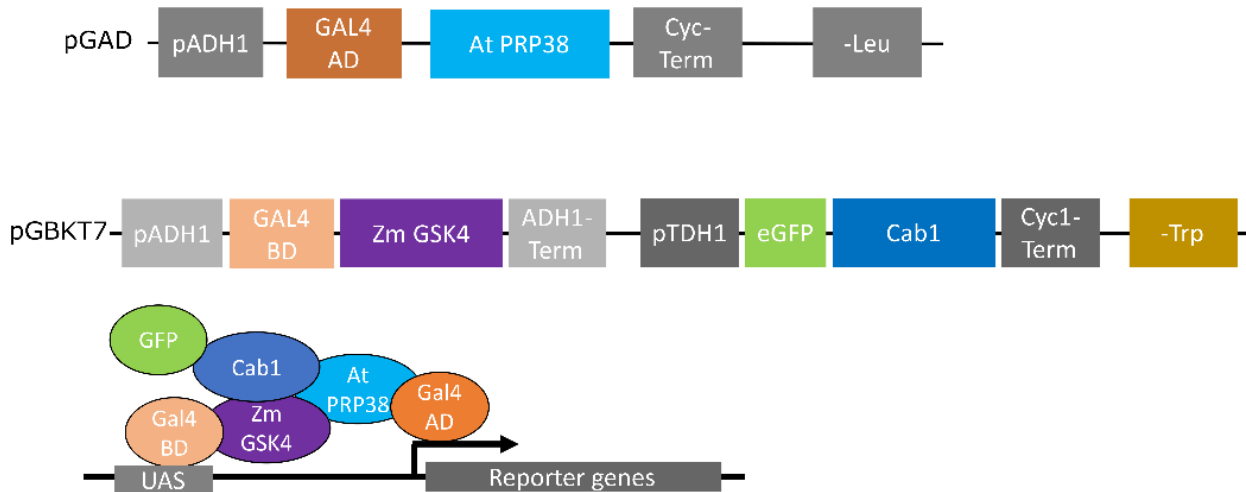 pGAD
pADH1
GAL4
AD
At PRP38
Cyc-
Term
-Leu
pGBKT7
pADH1
GAL4
BD
Zm GSK4
ADH1-
Term
pTDH1
eGFP
Cab1
Cyc1-
Term
-Trp
GFP
Cab1
At
PRP38
Gal4
AD
Gal4
BD
Zm
GSK4
UAS
Reporter genes